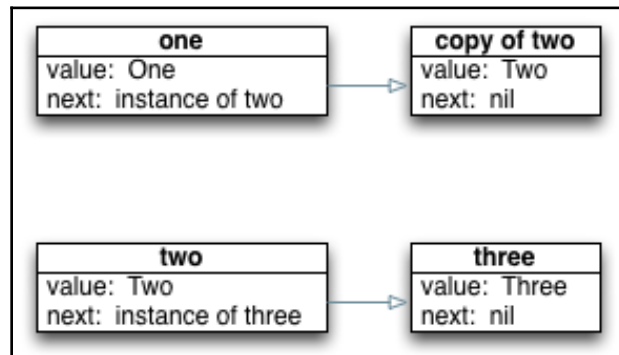 one
value: One
next: instance of two
copy of two
value: Two
next: nil
two
value: Two
next: instance of three
three
value: Three
next: nil